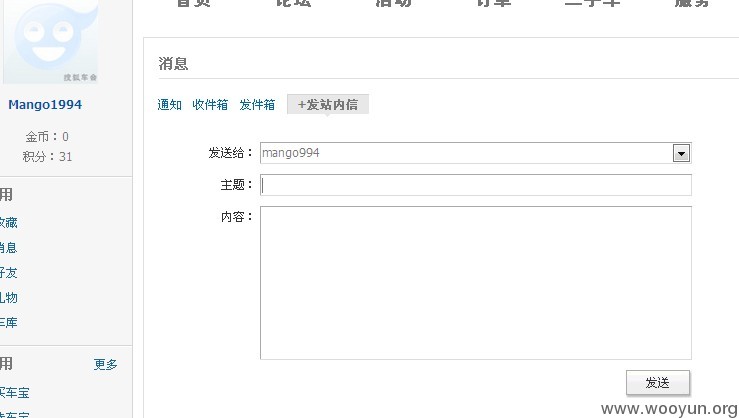 首页 论坛 活动 订单 二手车 服务
搜狐车会
Mango1994
金币：0
积分：31
用
收藏
消息
好友
礼物
车库
用 更多
买车宝
消息
通知 收件箱 发件箱 +发站内信
发送给： mango994
主题：
内容：
发送
www.wooyun.org